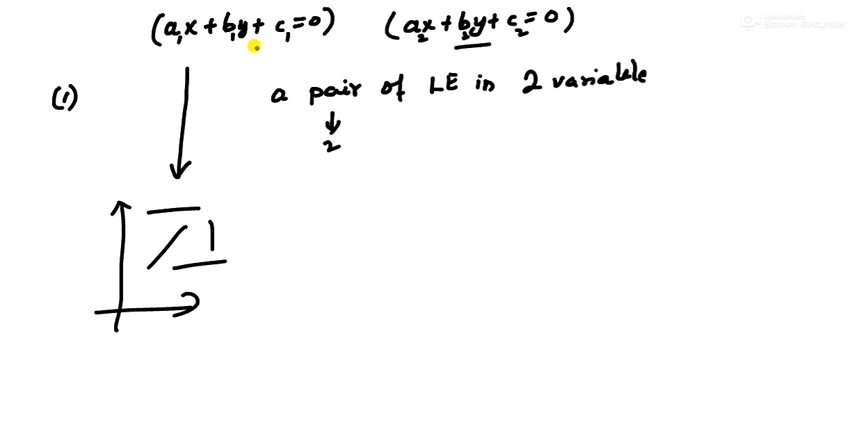 (a₁x + b₁y + c₁ = 0) (a₂x + b₂y + c₂ = 0)
(1) a pair of LE in 2 variable
2